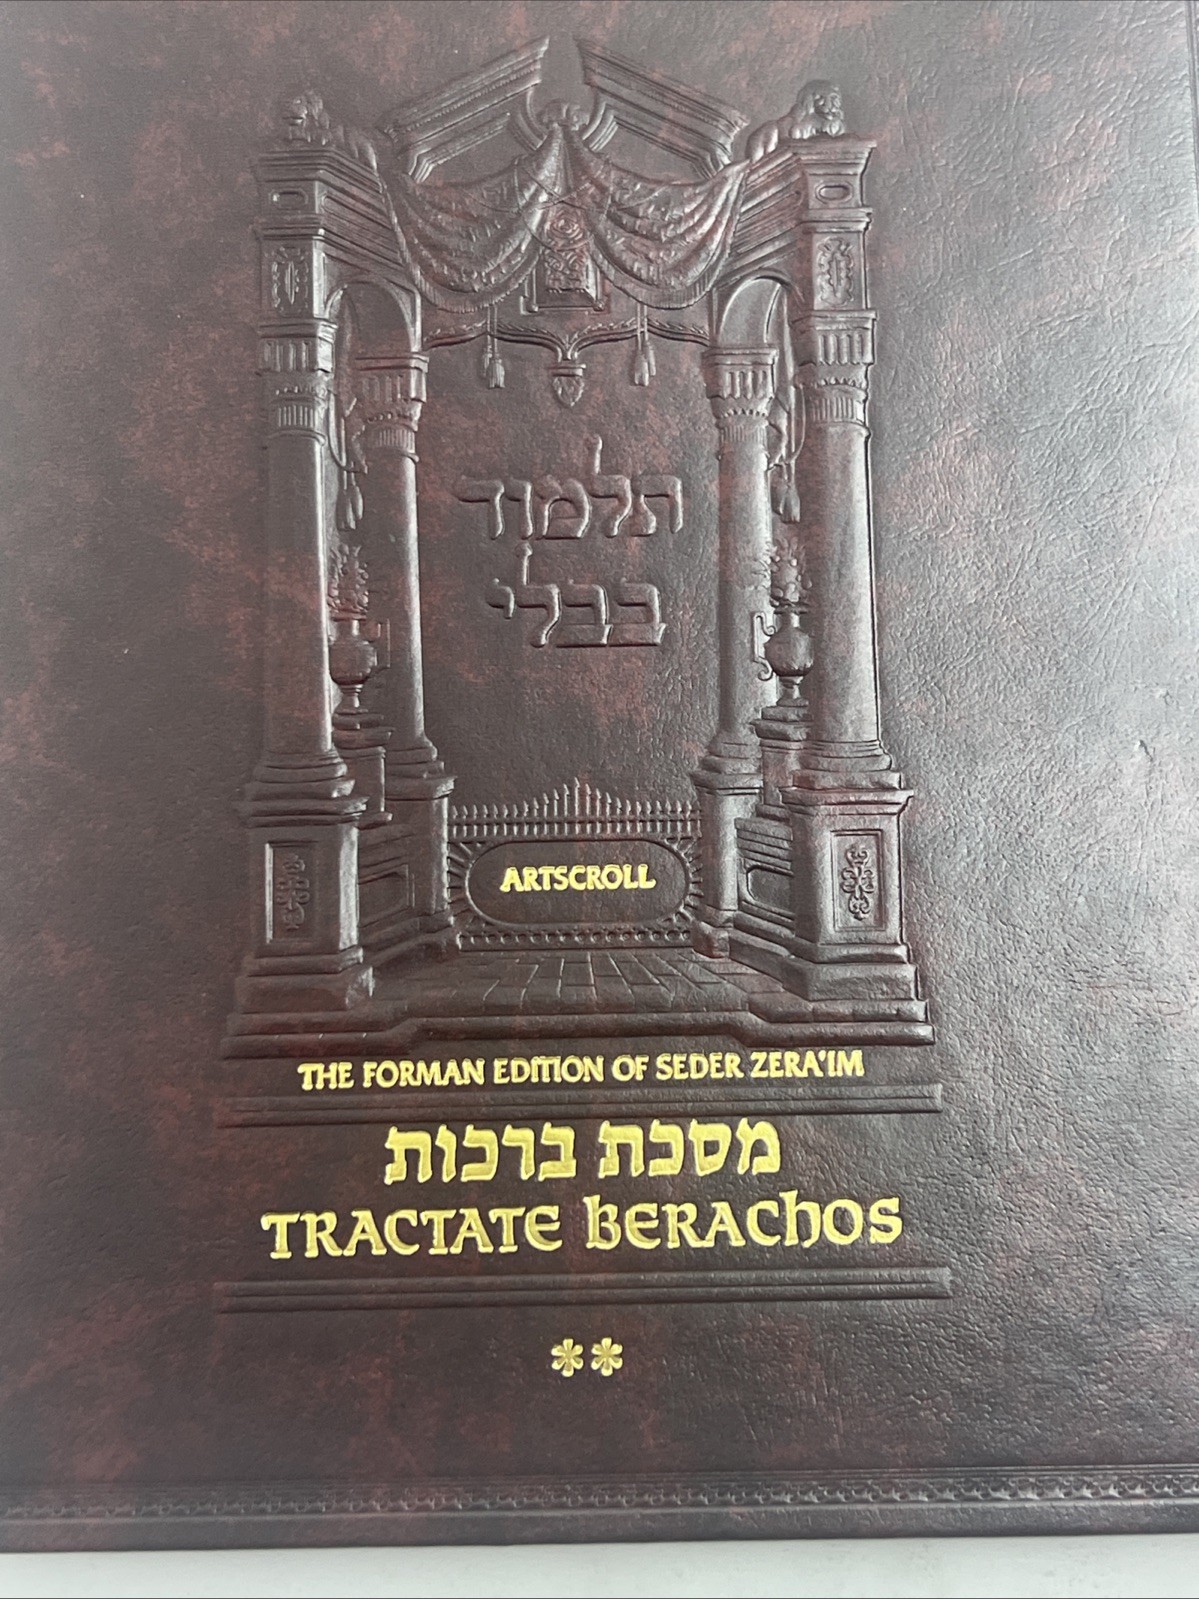 תלמוד
בבלי
ARTSCROLL
THE FORMAN EDITION OF SEDER ZERA'IM
מסכת ברכות
TRACTATE BERACHOS
**